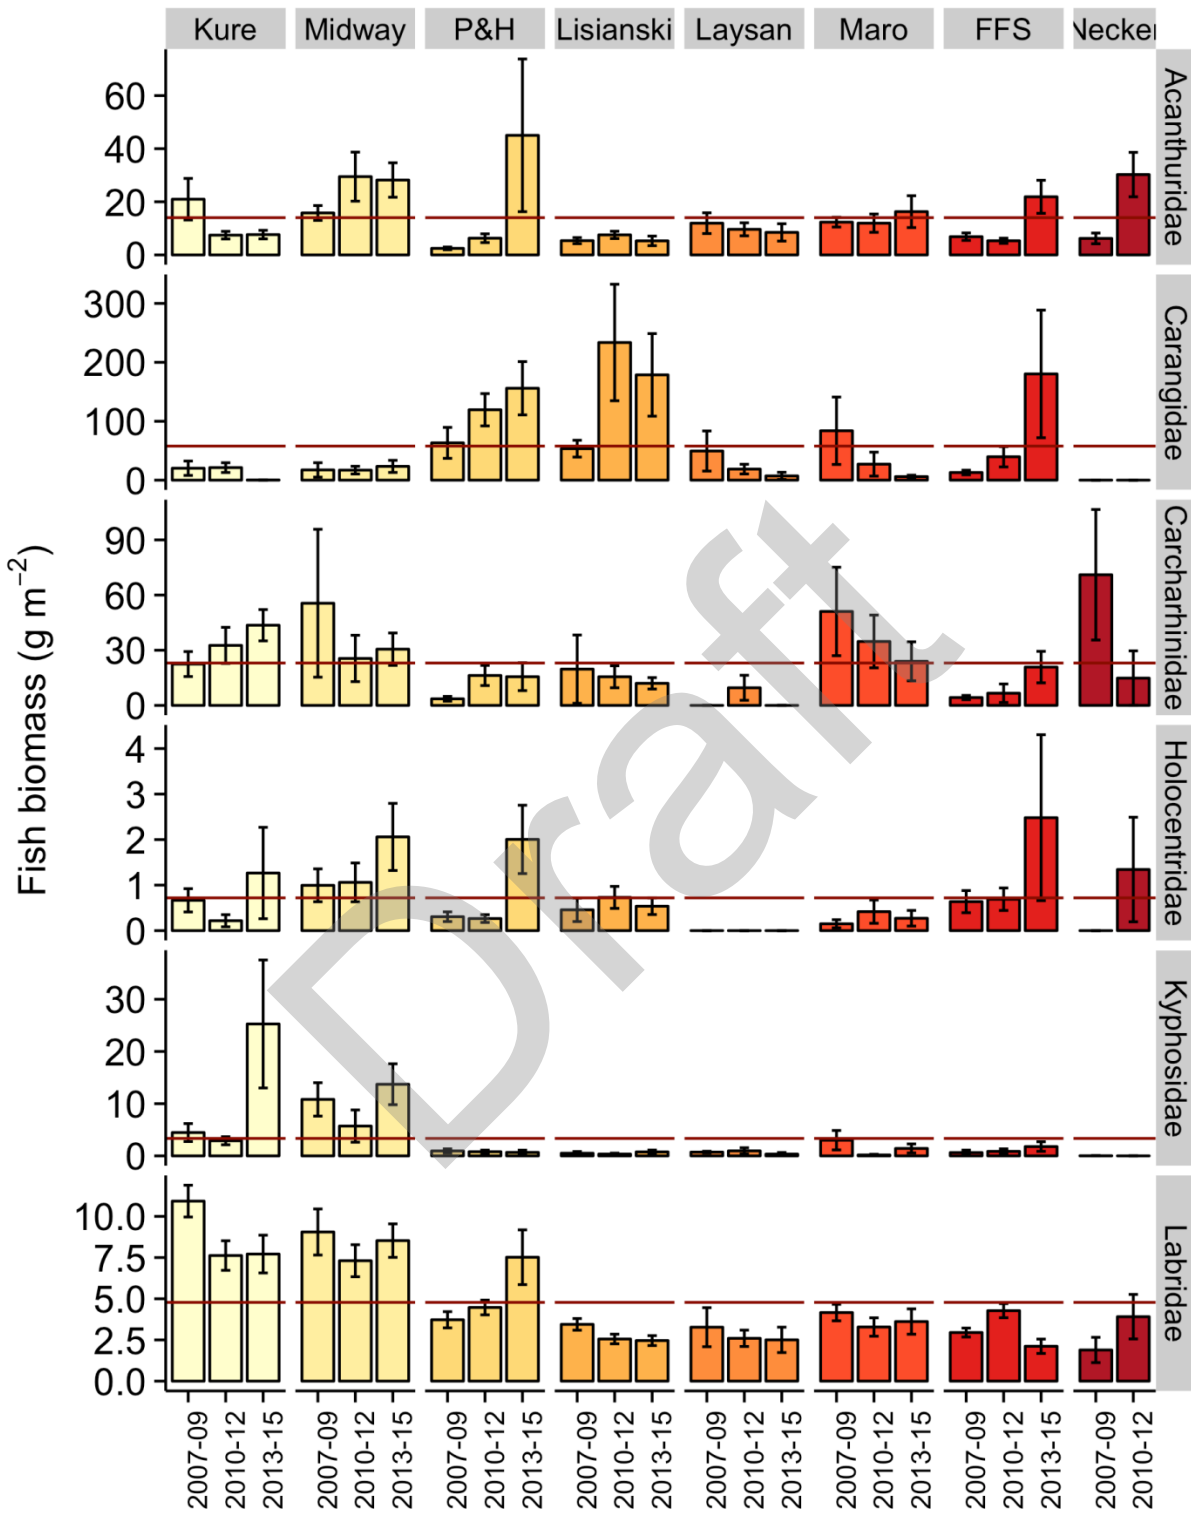 Kure Midway P&H Lisianski Laysan Maro FFS Necker
Acanthuridae
60
40
20
0
Carangidae
300
200
100
0
Carcharhinidae
90
60
30
0
Holocentridae
4
3
2
1
0
Kyphosidae
30
20
10
0
Labridae
10.0
7.5
5.0
2.5
0.0
Fish biomass (g m⁻²)
2007-09 2010-12 2013-15 2007-09 2010-12 2013-15 2007-09 2010-12 2013-15 2007-09 2010-12 2013-15 2007-09 2010-12 2013-15 2007-09 2010-12 2013-15 2007-09 2010-12 2013-15 2007-09 2010-12
Draft